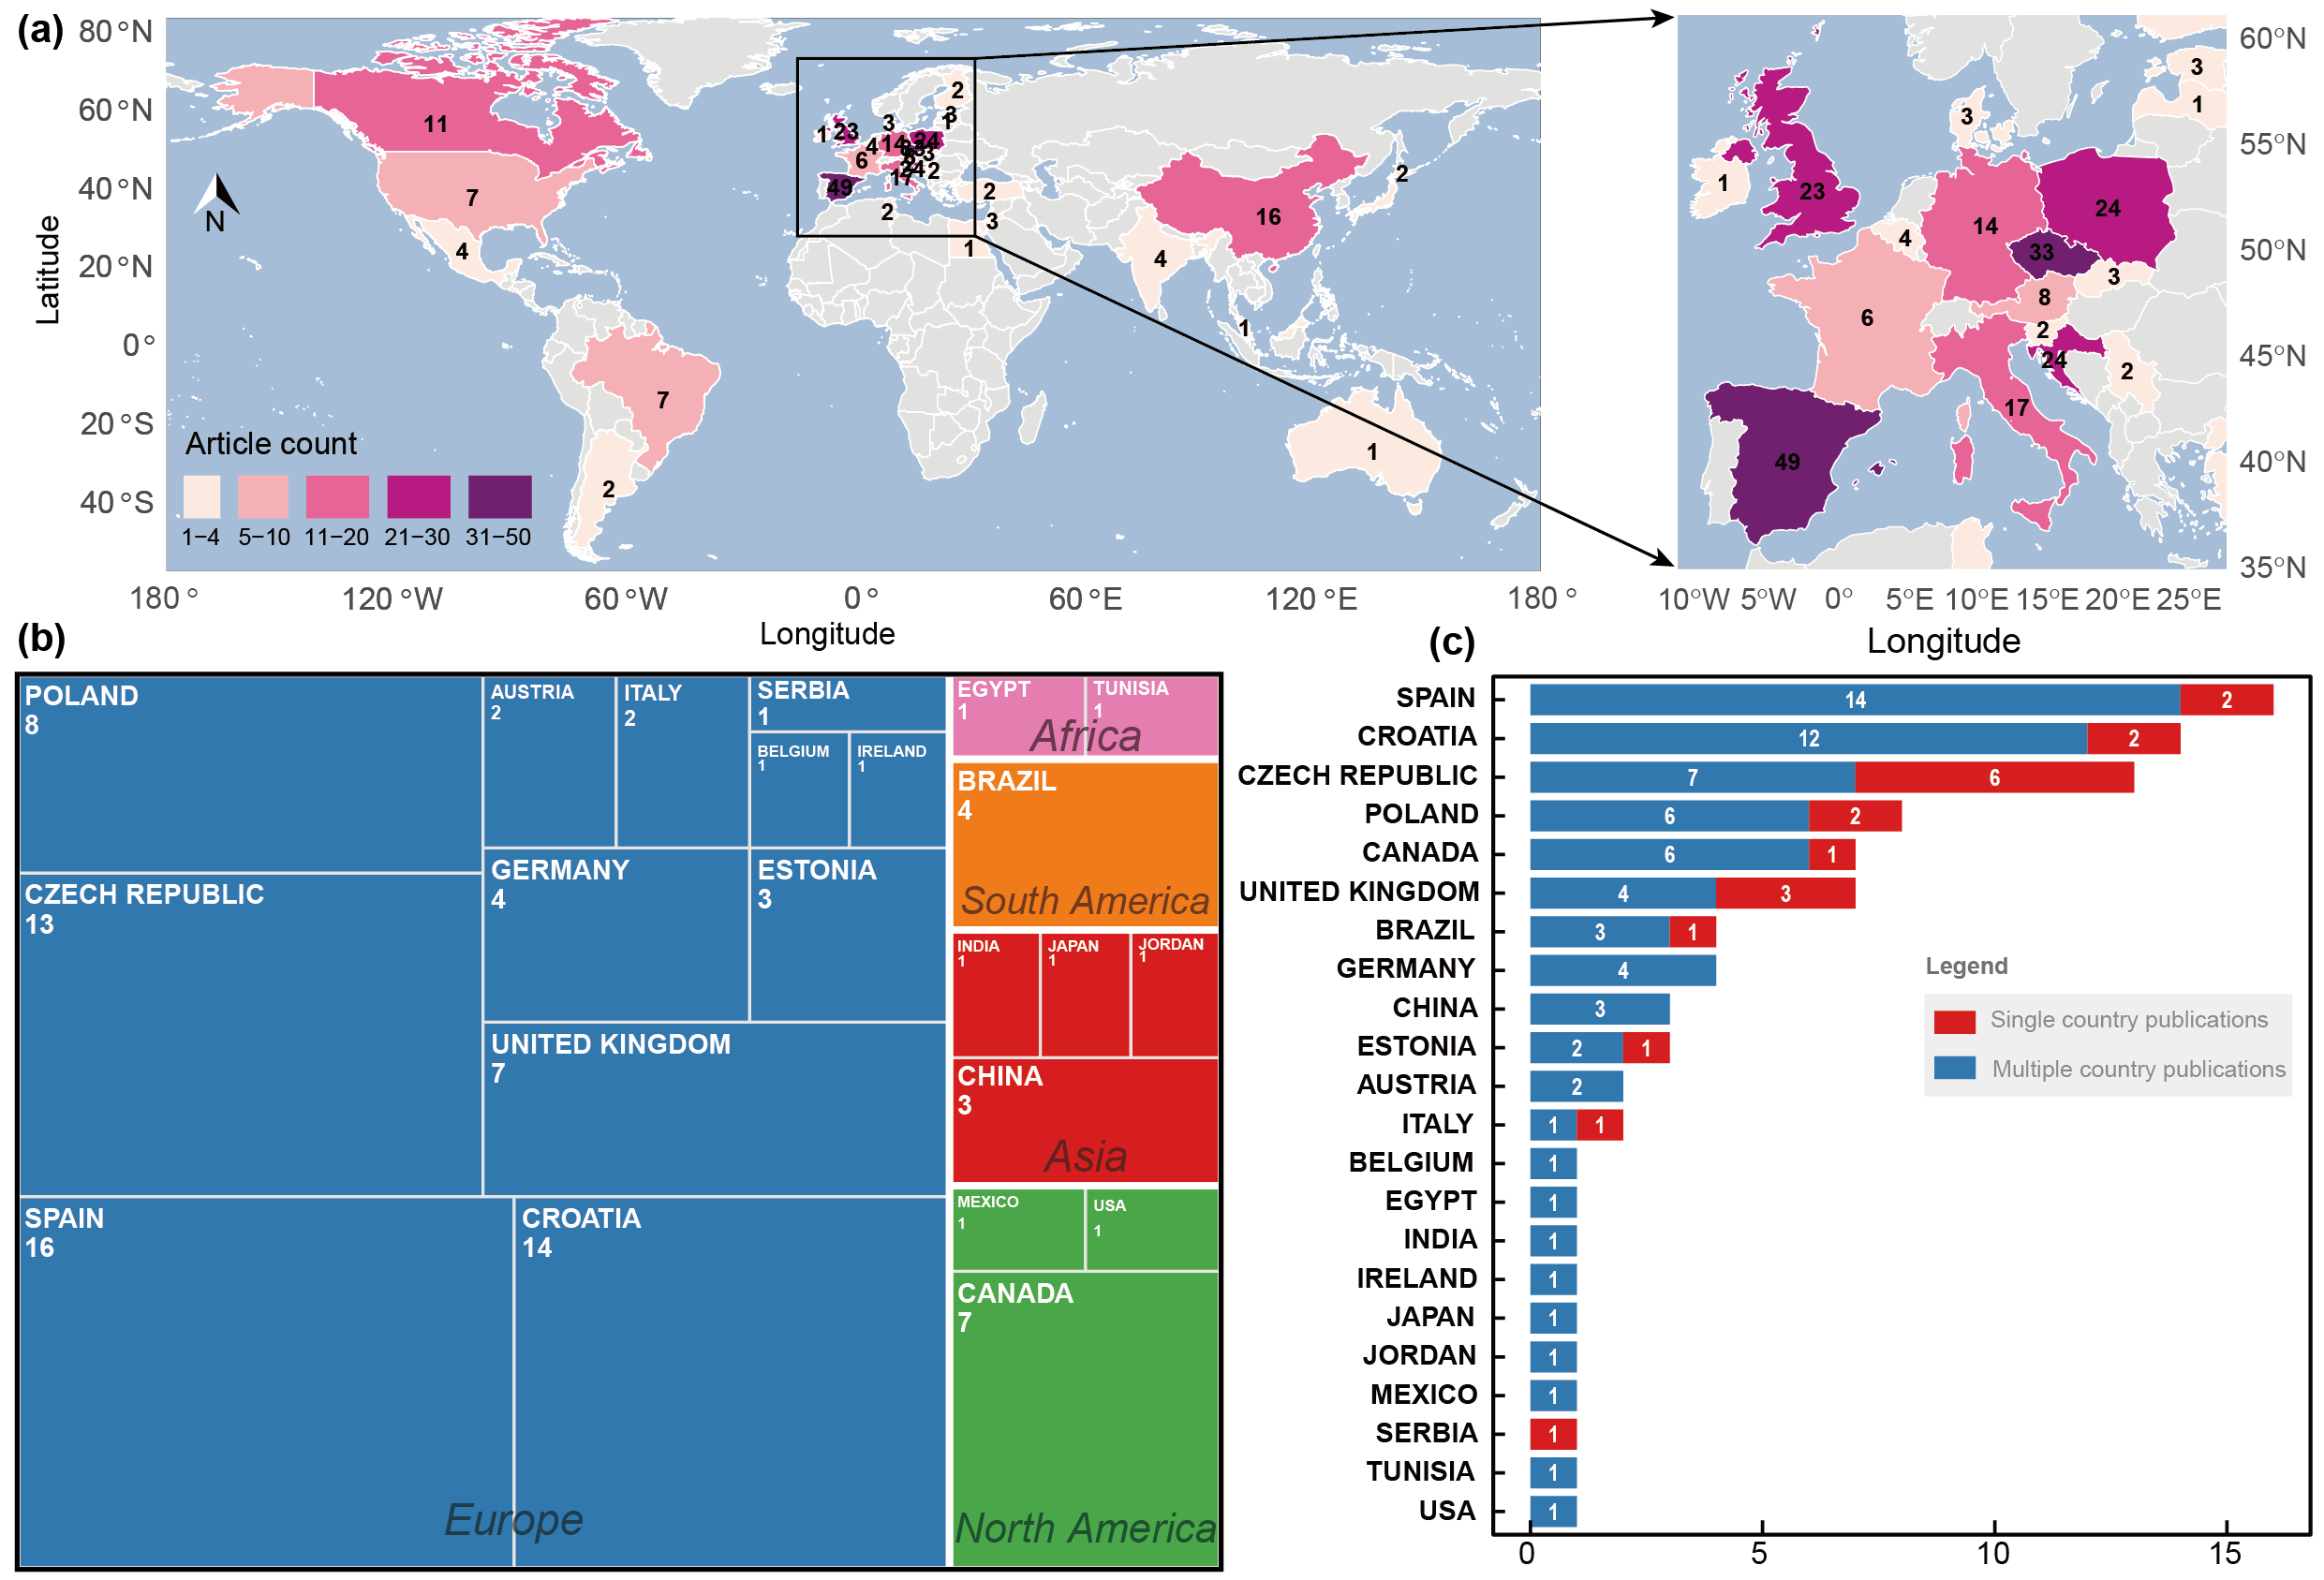 (a)
80°N
60°N
40°N
20°N
0°
20°S
40°S
Latitude
N
11
7
4
7
2
1
23
3
2
3
1
4
14
24
6
49
17
24
2
2
2
3
1
16
4
2
1
1
Article count
1–4
5–10
11–20
21–30
31–50
180°
120°W
60°W
0°
60°E
120°E
180°
Longitude
60°N
55°N
50°N
45°N
40°N
35°N
3
1
3
1
23
24
14
4
33
3
8
6
2
24
2
17
49
10°W 5°W 0° 5°E 10°E 15°E 20°E 25°E
Longitude
(b)
POLAND
8
AUSTRIA
2
ITALY
2
SERBIA
1
BELGIUM
1
IRELAND
1
CZECH REPUBLIC
13
GERMANY
4
ESTONIA
3
UNITED KINGDOM
7
SPAIN
16
CROATIA
14
Europe
EGYPT
1
TUNISIA
1
Africa
BRAZIL
4
South America
INDIA
1
JAPAN
1
JORDAN
1
CHINA
3
Asia
MEXICO
1
USA
1
CANADA
7
North America
(c)
SPAIN 14 2
CROATIA 12 2
CZECH REPUBLIC 7 6
POLAND 6 2
CANADA 6 1
UNITED KINGDOM 4 3
BRAZIL 3 1
GERMANY 4
CHINA 3
ESTONIA 2 1
AUSTRIA 2
ITALY 1 1
BELGIUM 1
EGYPT 1
INDIA 1
IRELAND 1
JAPAN 1
JORDAN 1
MEXICO 1
SERBIA 1
TUNISIA 1
USA 1
0 5 10 15
Legend
Single country publications
Multiple country publications